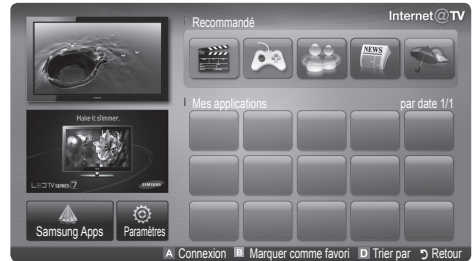 Internet@TV
Recommandé
NEWS
Mes applications
par date 1/1
Make it slimmer.
LED TV SERIES 7
SAMSUNG
Samsung Apps
Paramètres
A Connexion B Marquer comme favori D Trier par Retour